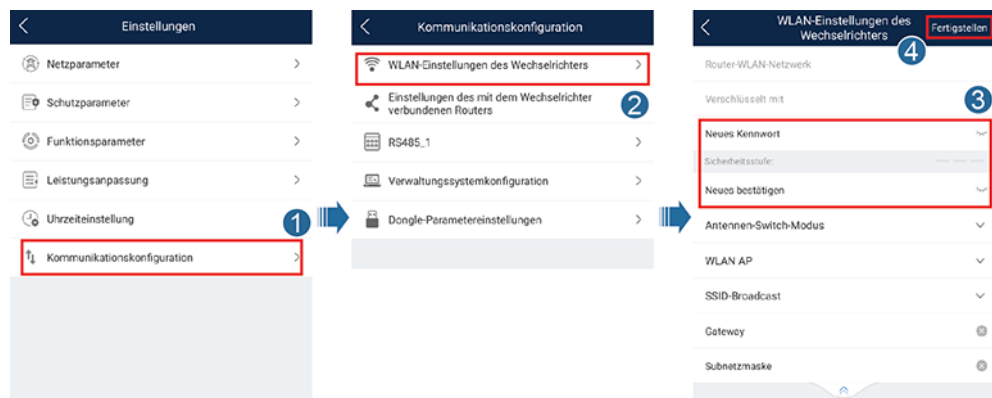 Einstellungen
Netzparameter
Schutzparameter
Funktionsparameter
Leistungsanpassung
Uhrzeiteinstellung
1
Kommunikationskonfiguration
Kommunikationskonfiguration
WLAN-Einstellungen des Wechselrichters
2
Einstellungen des mit dem Wechselrichter
verbundenen Routers
RS485_1
Verwaltungssystemkonfiguration
Dongle-Parametereinstellungen
WLAN-Einstellungen des
Wechselrichters
Fertigstellen
4
Router-WLAN-Netzwerk
Verschlüsselt mit
3
Neues Kennwort
Sicherheitsstufe:
Neues bestätigen
Antennen-Switch-Modus
WLAN AP
SSID-Broadcast
Gateway
Subnetzmaske